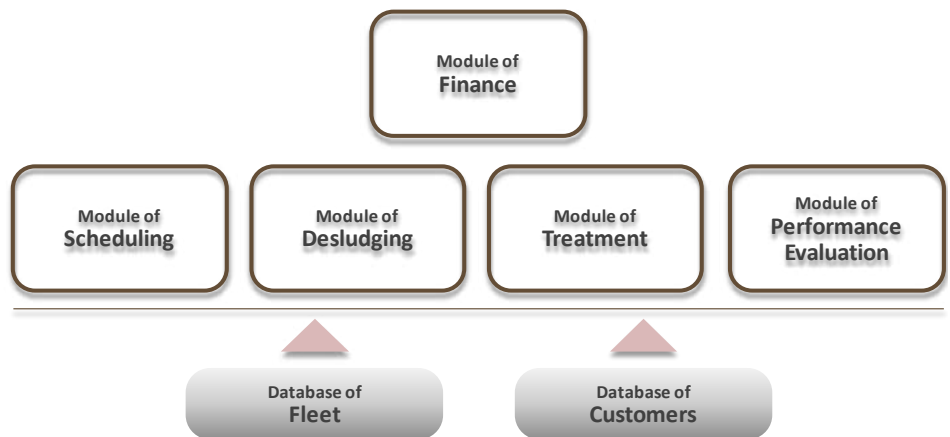 Module of
Finance
Module of
Scheduling
Module of
Desludging
Module of
Treatment
Module of
Performance
Evaluation
Database of
Fleet
Database of
Customers